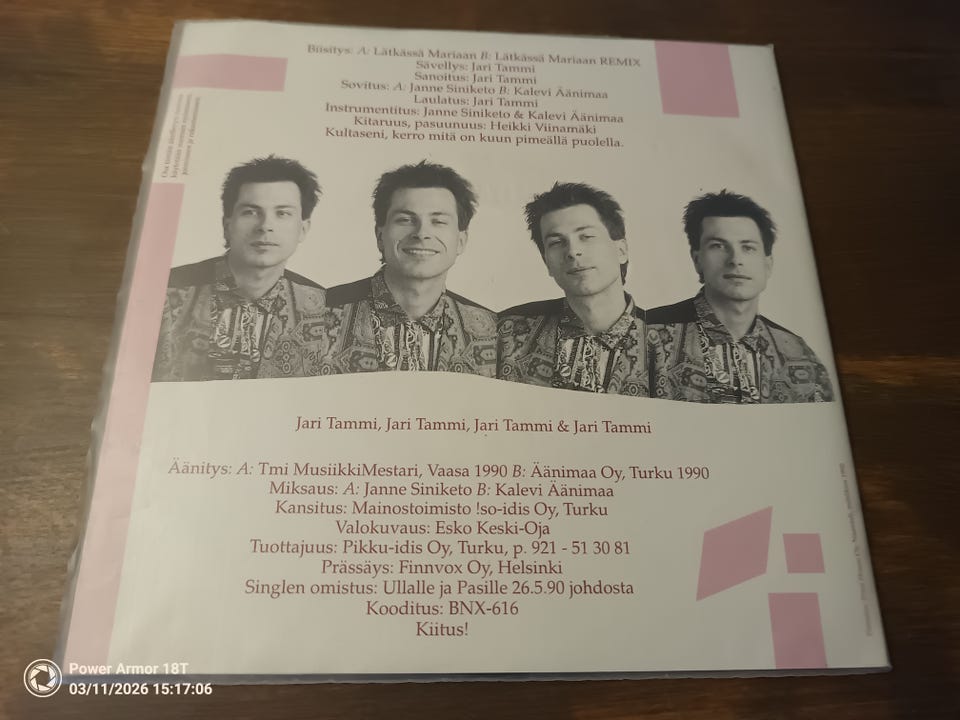 Biisitys: A: Lätkässä Mariaan B: Lätkässä Mariaan REMIX
Sävellys: Jari Tammi
Sanoitus: Jari Tammi
Sovitus: A: Janne Siniketo B: Kalevi Äänimaa
Laulatus: Jari Tammi
Instrumentitus: Janne Siniketo & Kalevi Äänimaa
Kitaruus, pasuunuus: Heikki Viinamäki
Kultaseni, kerro mitä on kuun pimeällä puolella.
Jari Tammi, Jari Tammi, Jari Tammi & Jari Tammi
Äänitys: A: Tmi MusiikkiMestari, Vaasa 1990 B: Äänimaa Oy, Turku 1990
Miksaus: A: Janne Siniketo B: Kalevi Äänimaa
Kansitus: Mainostoimisto !so-idis Oy, Turku
Valokuvaus: Esko Keski-Oja
Tuottajuus: Pikku-idis Oy, Turku, p. 921 - 51 30 81
Prässäys: Finnvox Oy, Helsinki
Singlen omistus: Ullalle ja Pasille 26.5.90 johdosta
Kooditus: BNX-616
Kiitus!
Power Armor 18T
03/11/2026 15:17:06